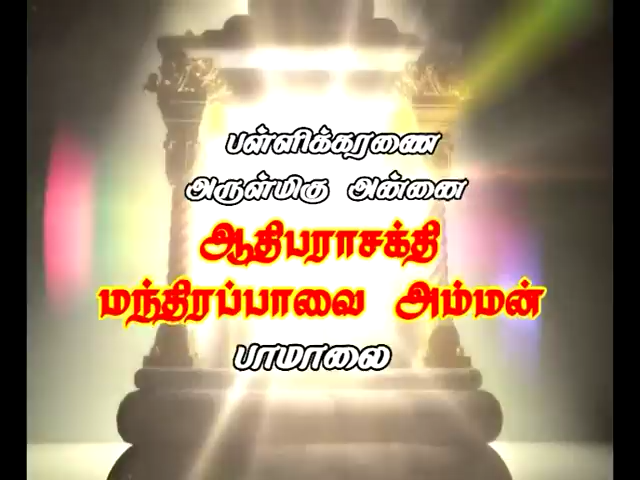 பள்ளிக்கரணை
அருள்மிகு அன்னை
ஆதிபராசக்தி
மந்திரப்பாவை அம்மன்
பாமாலை